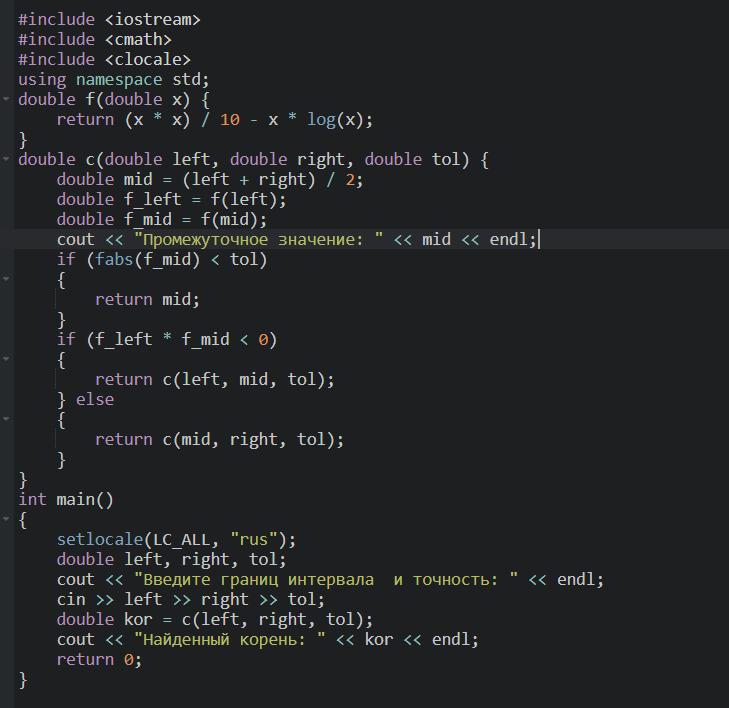 #include <iostream>
#include <cmath>
#include <clocale>
using namespace std;
double f(double x) {
    return (x * x) / 10 - x * log(x);
}
double c(double left, double right, double tol) {
    double mid = (left + right) / 2;
    double f_left = f(left);
    double f_mid = f(mid);
    cout << "Промежуточное значение: " << mid << endl;
    if (fabs(f_mid) < tol)
    {
        return mid;
    }
    if (f_left * f_mid < 0)
    {
        return c(left, mid, tol);
    } else
    {
        return c(mid, right, tol);
    }
}
int main()
{
    setlocale(LC_ALL, "rus");
    double left, right, tol;
    cout << "Введите границ интервала  и точность: " << endl;
    cin >> left >> right >> tol;
    double kor = c(left, right, tol);
    cout << "Найденный корень: " << kor << endl;
    return 0;
}